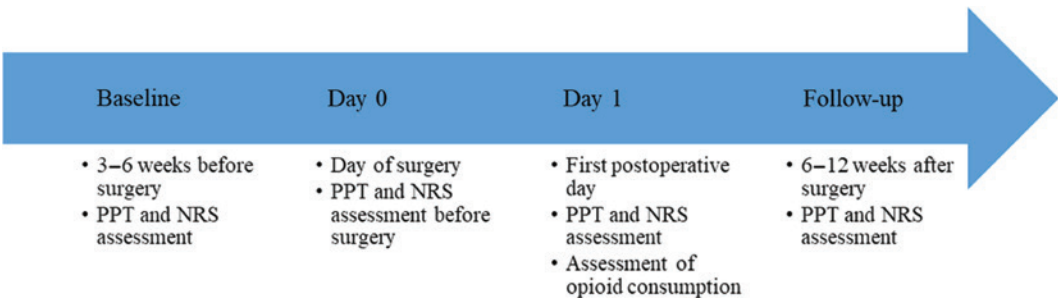 Baseline
Day 0
Day 1
Follow-up
• 3–6 weeks before
surgery
• PPT and NRS
assessment
• Day of surgery
• PPT and NRS
assessment before
surgery
• First postoperative
day
• PPT and NRS
assessment
• Assessment of
opioid consumption
• 6–12 weeks after
surgery
• PPT and NRS
assessment